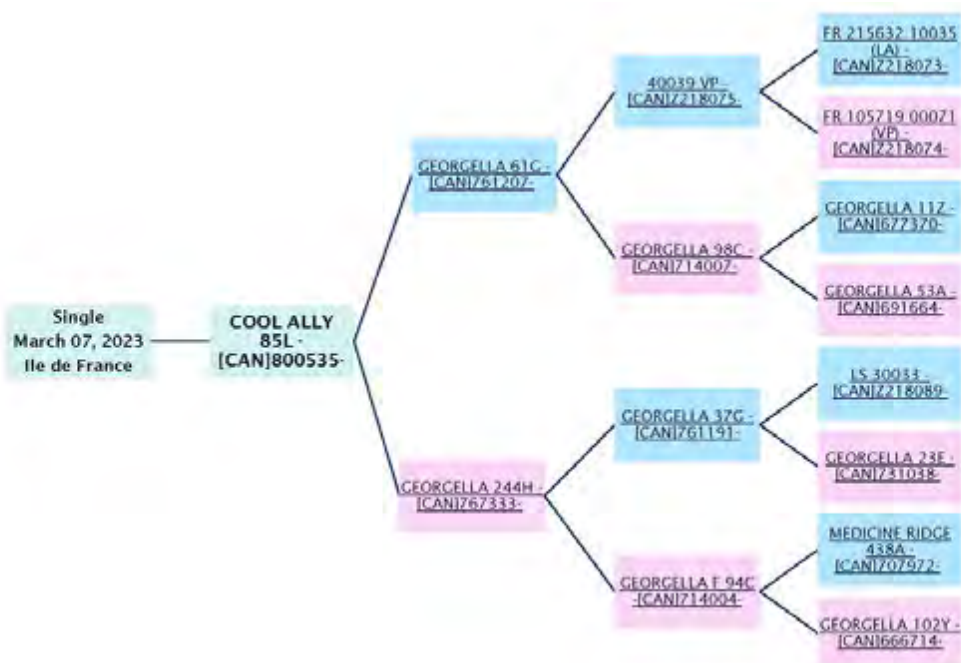 Single
March 07, 2023
Ile de France
COOL ALLY
85L -
[CAN]800535-
GEORGELLA 61G -
[CAN]761207-
GEORGELLA 244H -
[CAN]767333-
40039 VP -
[CAN]Z218075-
GEORGELLA 98C -
[CAN]714007-
GEORGELLA 37G -
[CAN]761191-
GEORGELLA F 94C
-[CAN]714004-
FR 215632 10035
(LA) -
[CAN]Z218073-
FR 105719 00071
(VP) -
[CAN]Z218074-
GEORGELLA 11Z -
[CAN]677370-
GEORGELLA 53A -
[CAN]691664-
LS 30033 -
[CAN]Z218089-
GEORGELLA 23E -
[CAN]731038-
MEDICINE RIDGE
438A -
[CAN]707972-
GEORGELLA 102Y -
[CAN]666714-